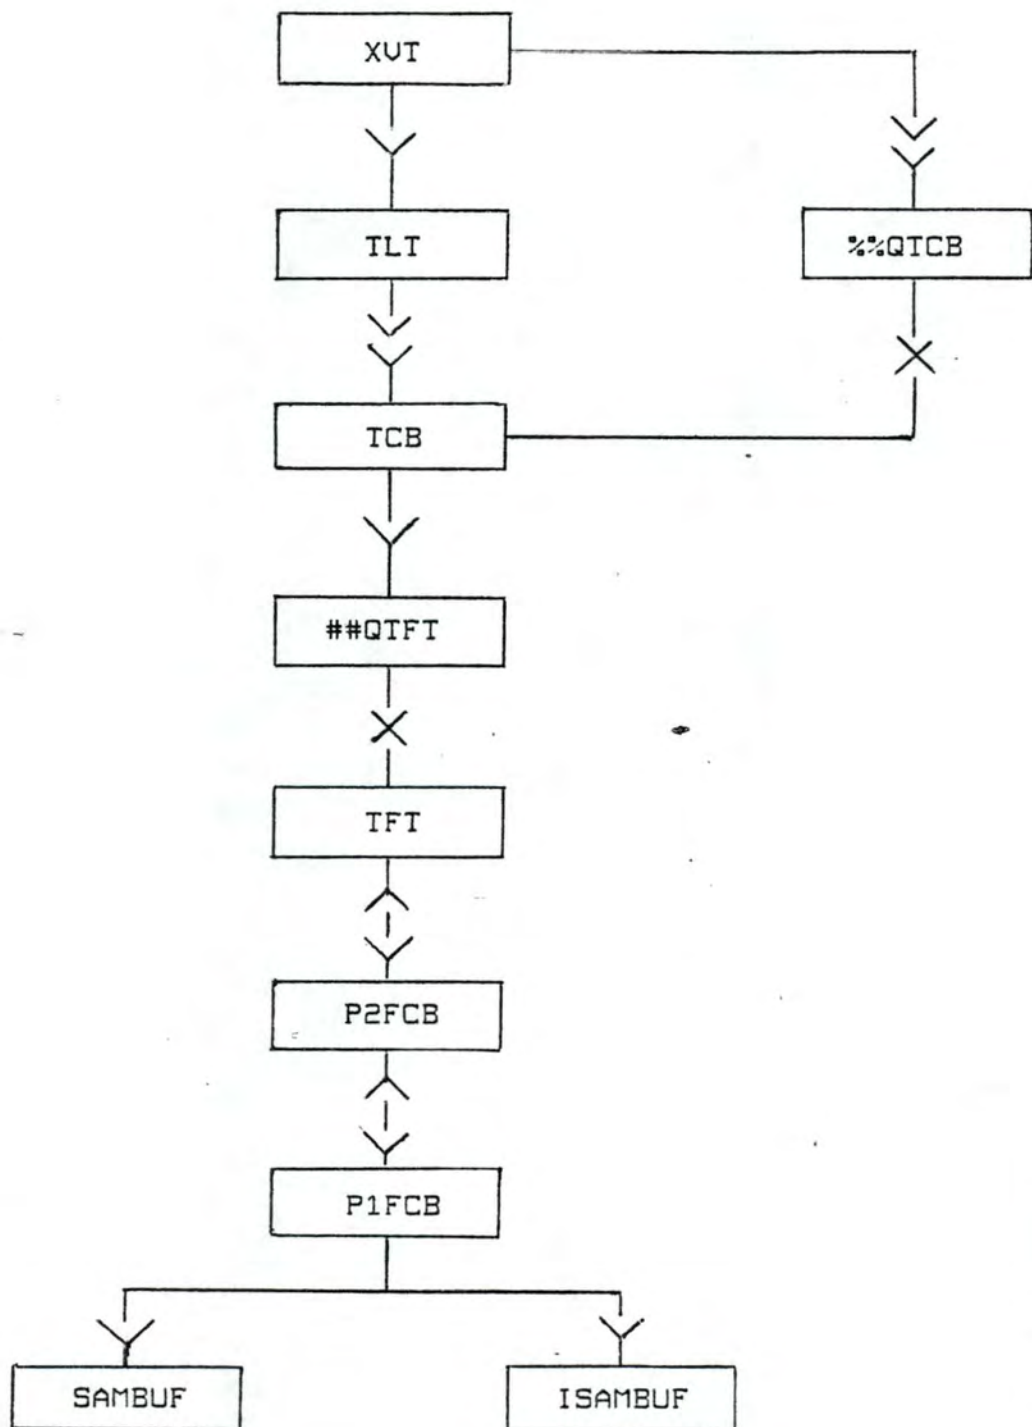 XVT
TLT
%%QTCB
TCB
##QTFT
TFT
P2FCB
P1FCB
SAMBUF
ISAMBUF